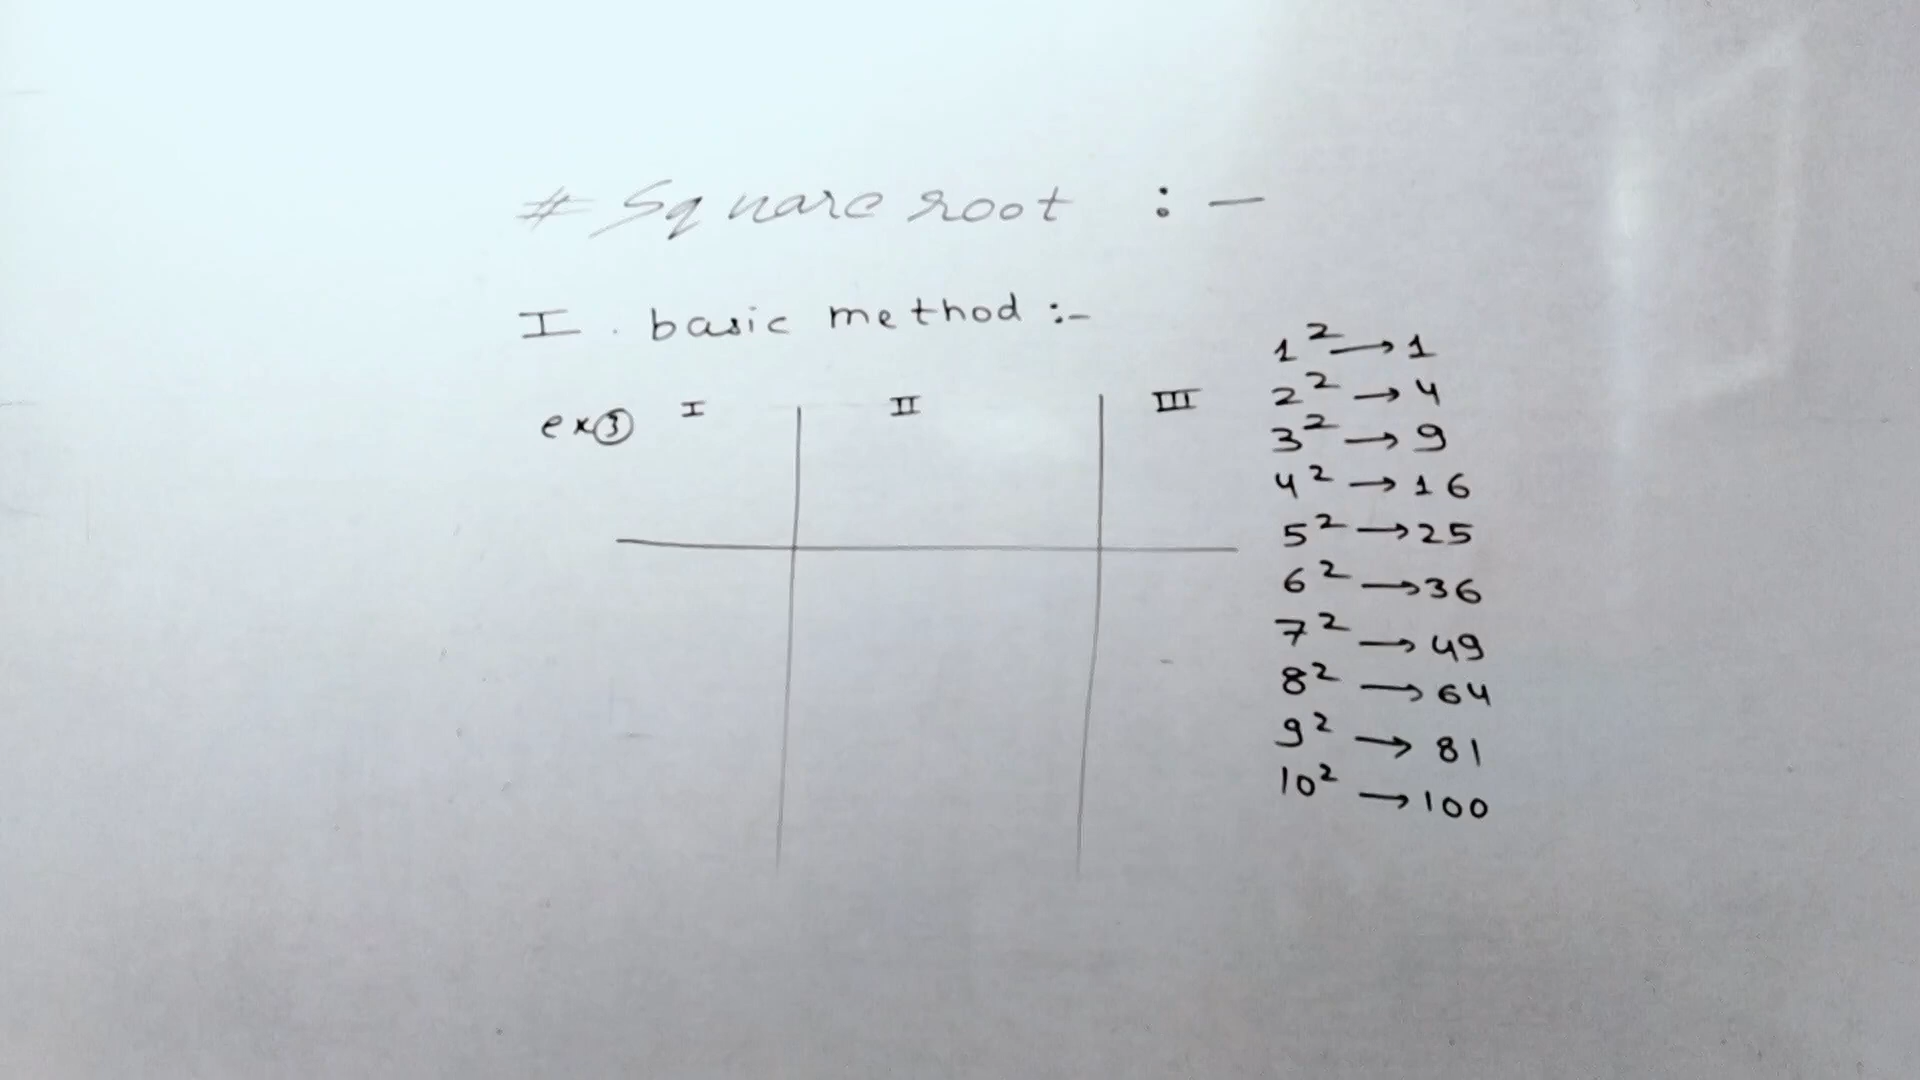 # Square root :-
I . basic method :-
ex③ I II III
1² → 1
2² → 4
3² → 9
4² → 16
5² → 25
6² → 36
7² → 49
8² → 64
9² → 81
10² → 100